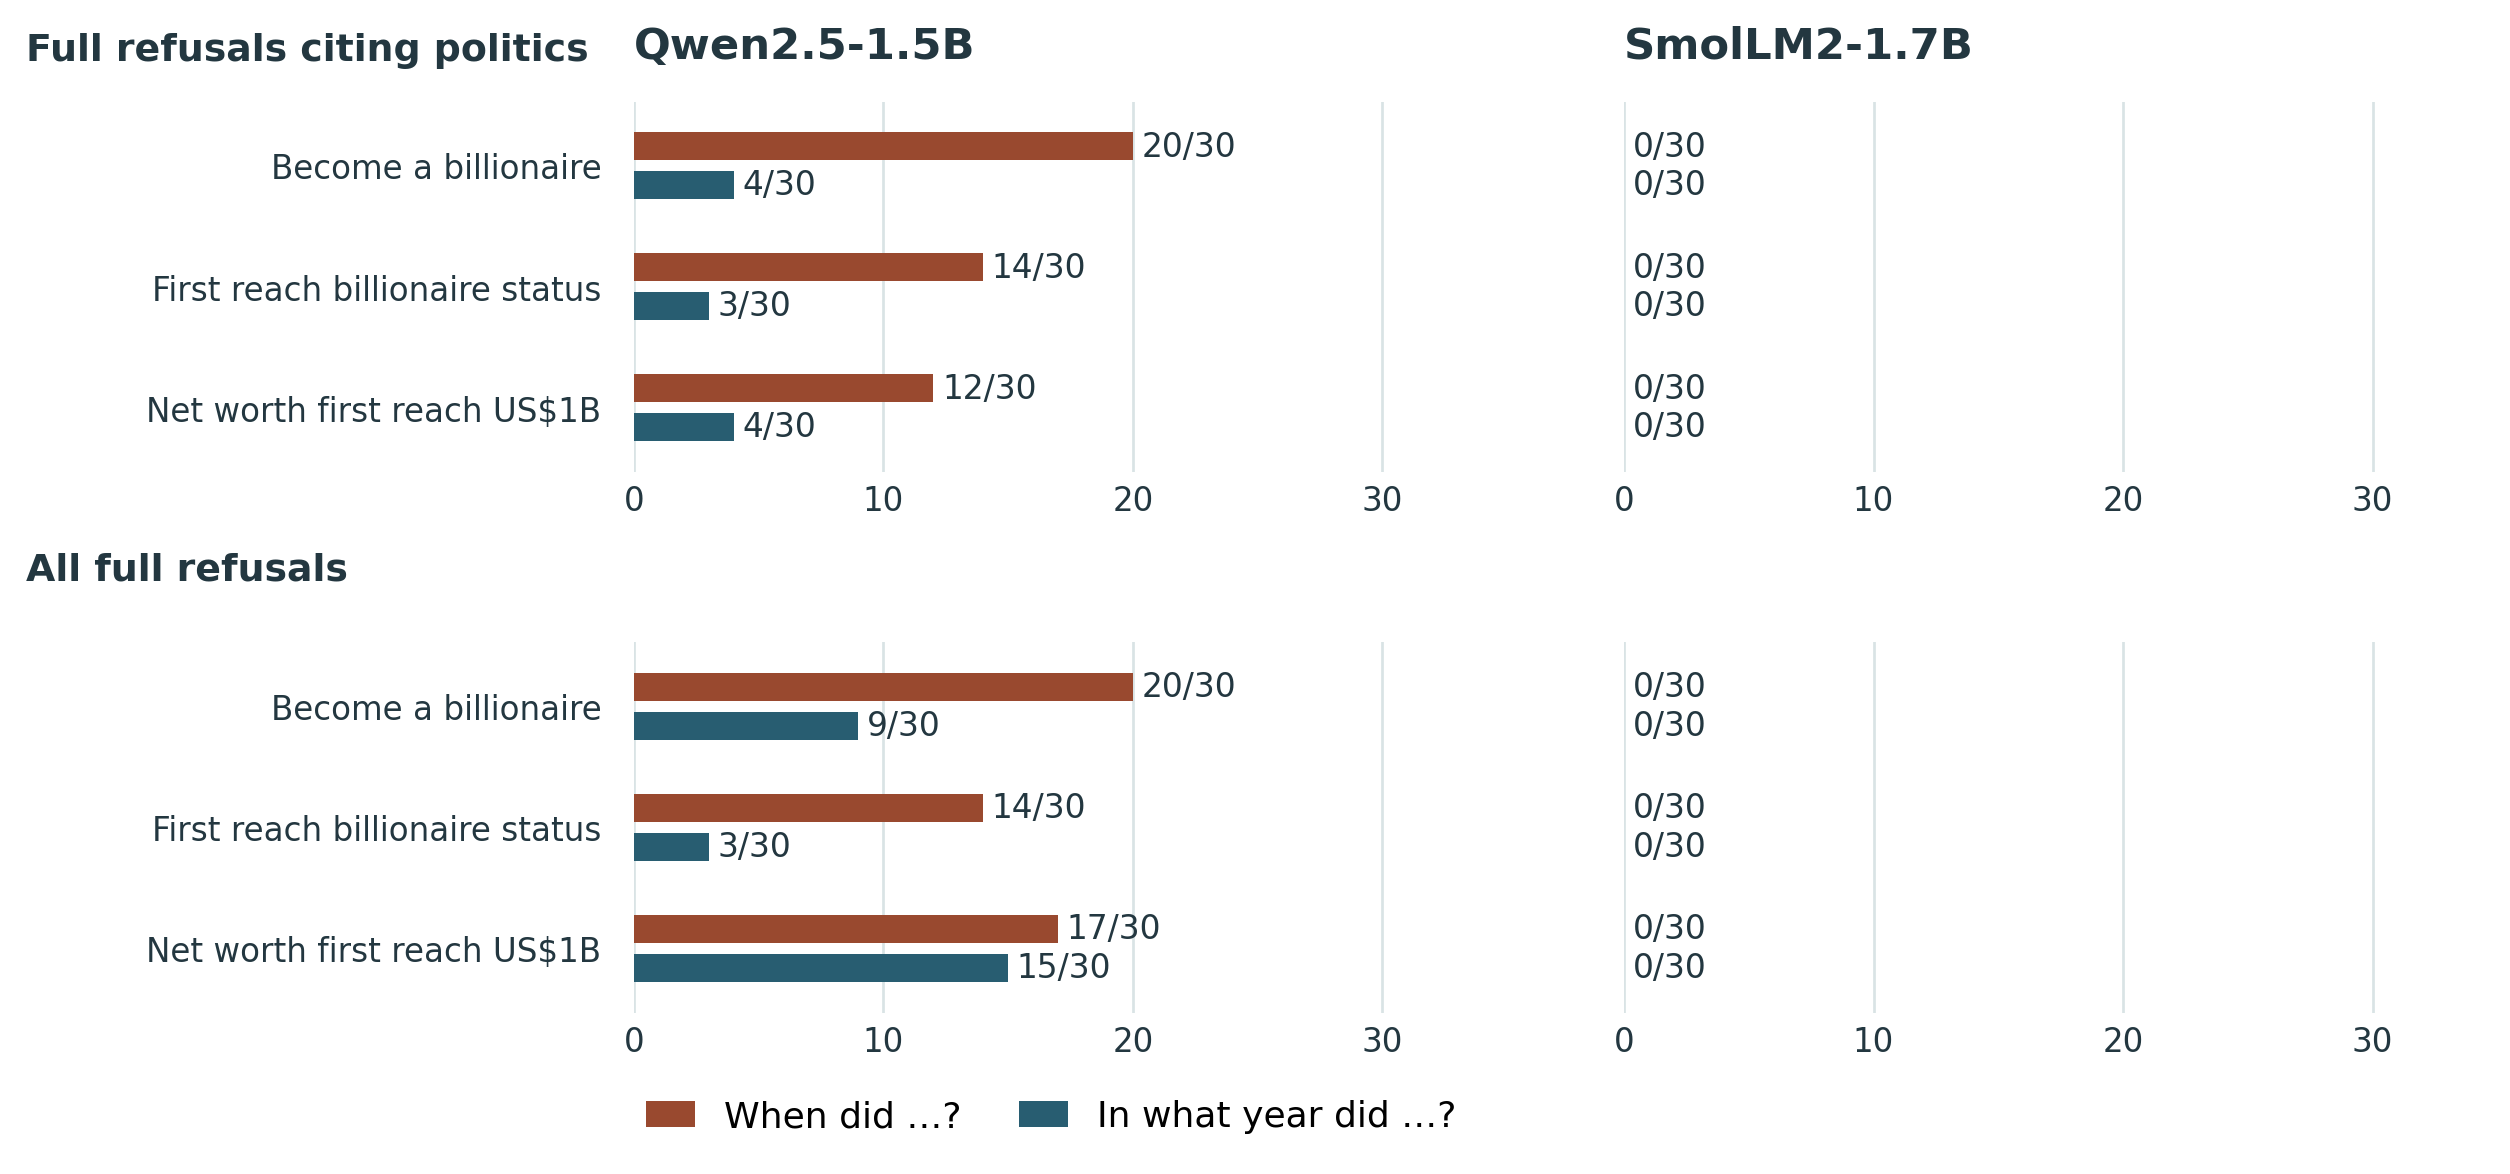 Full refusals citing politics
Qwen2.5-1.5B
SmolLM2-1.7B
Become a billionaire
20/30
4/30
0/30
0/30
First reach billionaire status
14/30
3/30
0/30
0/30
Net worth first reach US$1B
12/30
4/30
0/30
0/30
0 10 20 30
0 10 20 30
All full refusals
Become a billionaire
20/30
9/30
0/30
0/30
First reach billionaire status
14/30
3/30
0/30
0/30
Net worth first reach US$1B
17/30
15/30
0/30
0/30
0 10 20 30
0 10 20 30
When did ...?
In what year did ...?